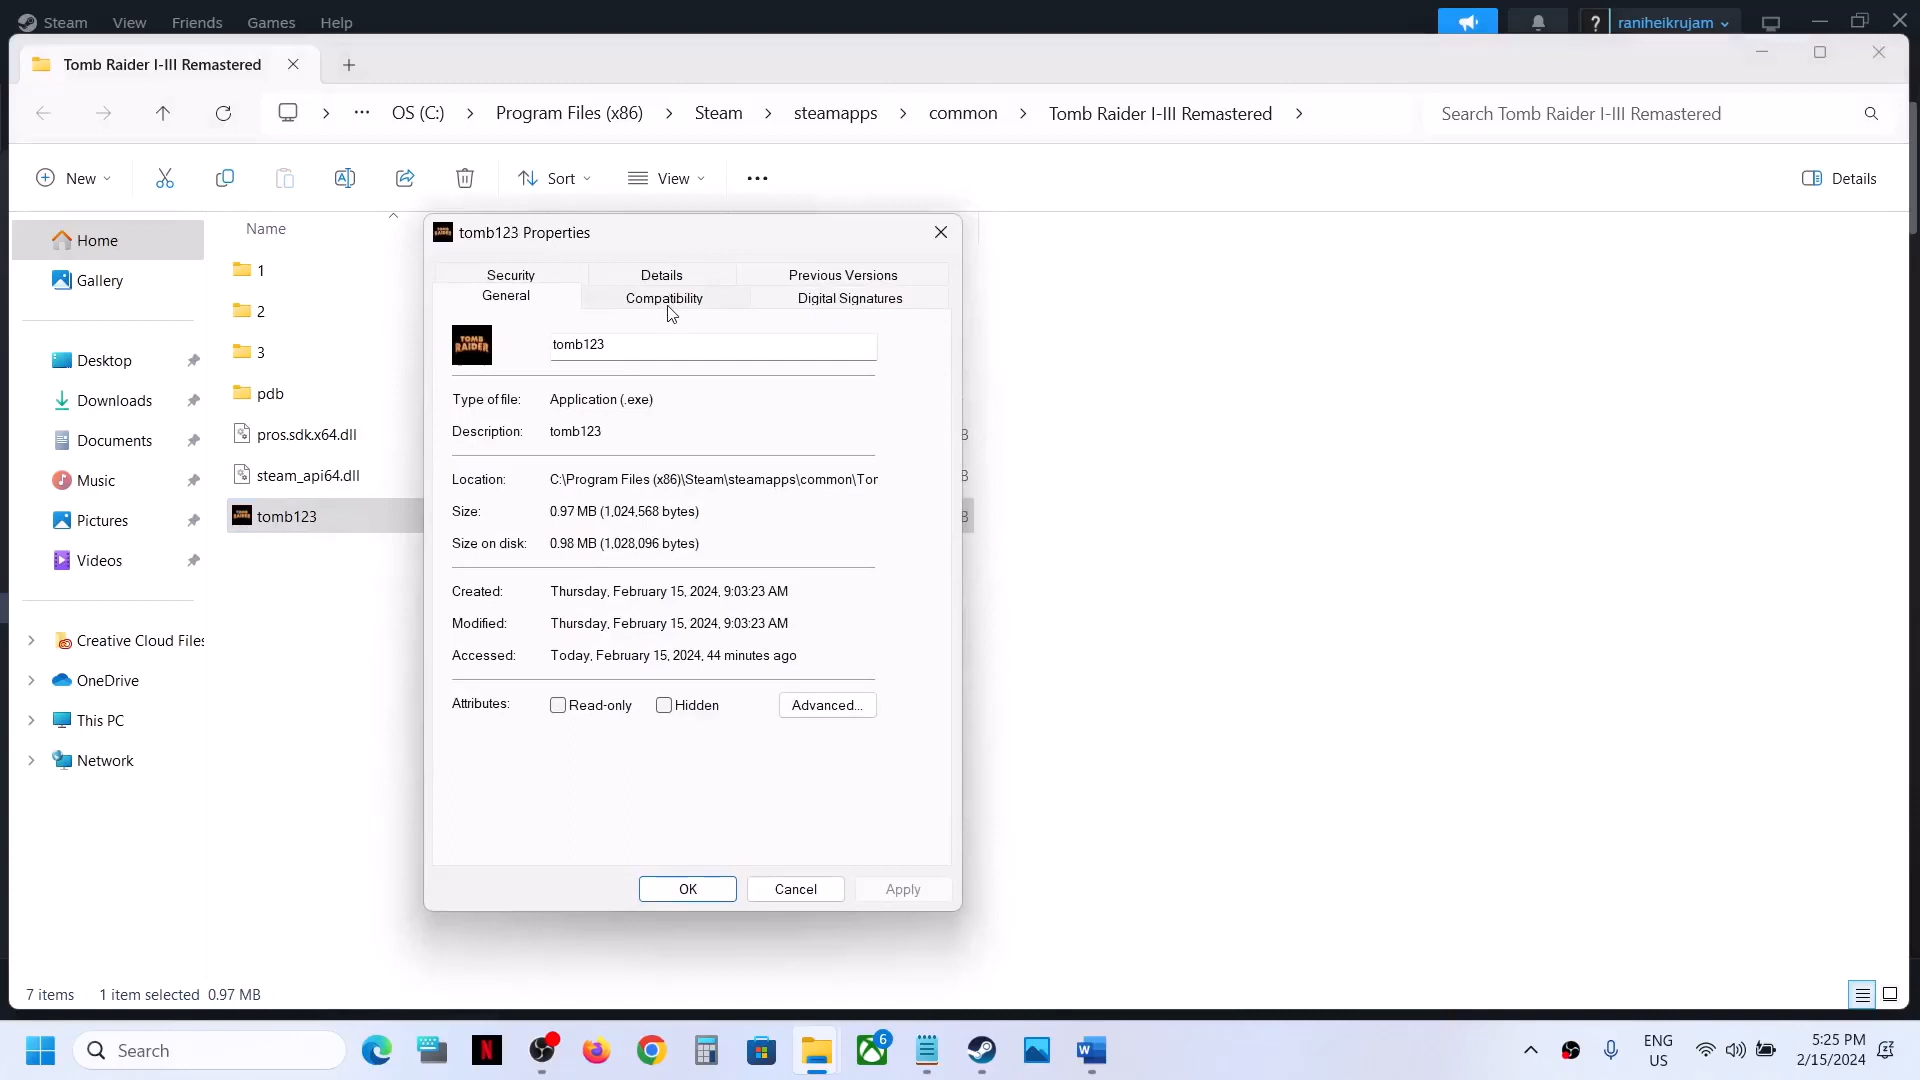 Steam View Friends Games Help ? raniheikrujam
Tomb Raider I-III Remastered
OS (C:) Program Files (x86) Steam steamapps common Tomb Raider I-III Remastered Search Tomb Raider I-III Remastered
New Sort View Details
Name
Home
Gallery
Desktop
Downloads
Documents
Music
Pictures
Videos
Creative Cloud Files
OneDrive
This PC
Network
1
2
3
pdb
pros.sdk.x64.dll
steam_api64.dll
tomb123
tomb123 Properties
Security Details Previous Versions
General Compatibility Digital Signatures
TOMB RAIDER
tomb123
Type of file: Application (.exe)
Description: tomb123
Location: C:\Program Files (x86)\Steam\steamapps\common\Tor
Size: 0.97 MB (1,024,568 bytes)
Size on disk: 0.98 MB (1,028,096 bytes)
Created: Thursday, February 15, 2024, 9:03:23 AM
Modified: Thursday, February 15, 2024, 9:03:23 AM
Accessed: Today, February 15, 2024, 44 minutes ago
Attributes: Read-only Hidden Advanced...
OK Cancel Apply
7 items 1 item selected 0.97 MB
Search
6
ENG
US
5:25 PM
2/15/2024